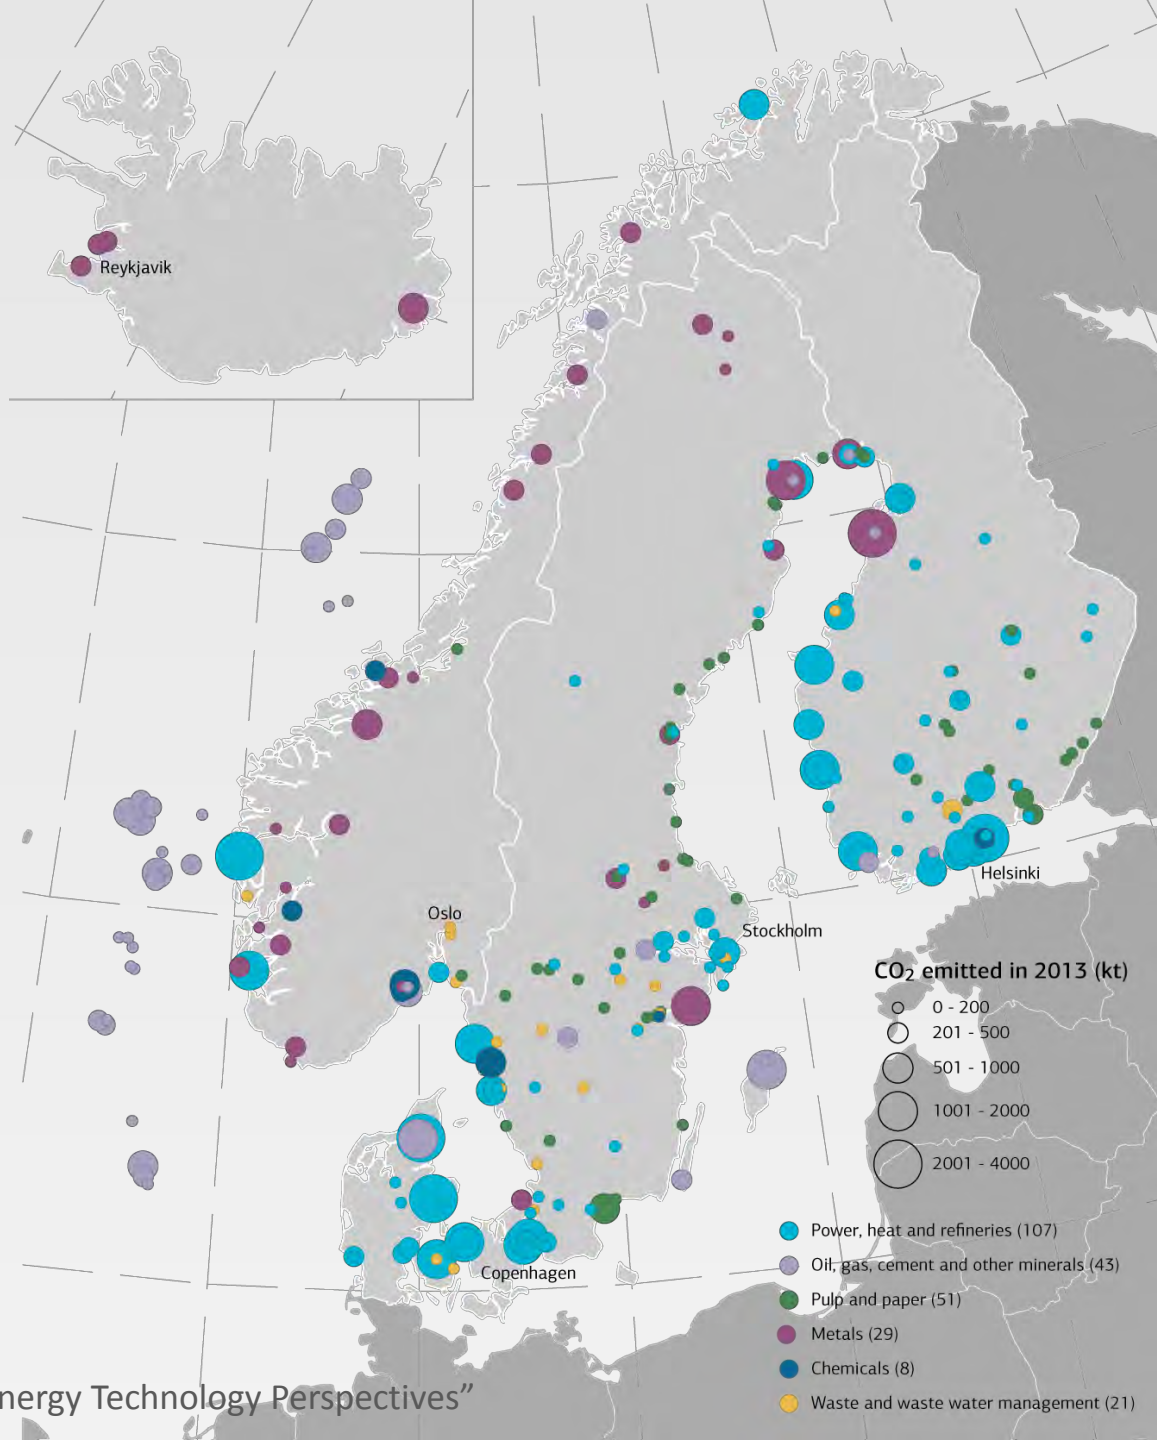 Reykjavik
Oslo
Helsinki
Stockholm
CO₂ emitted in 2013 (kt)
0 - 200
201 - 500
501 - 1000
1001 - 2000
2001 - 4000
Power, heat and refineries (107)
Oil, gas, cement and other minerals (43)
Copenhagen
Pulp and paper (51)
Metals (29)
Chemicals (8)
nergy Technology Perspectives”
Waste and waste water management (21)